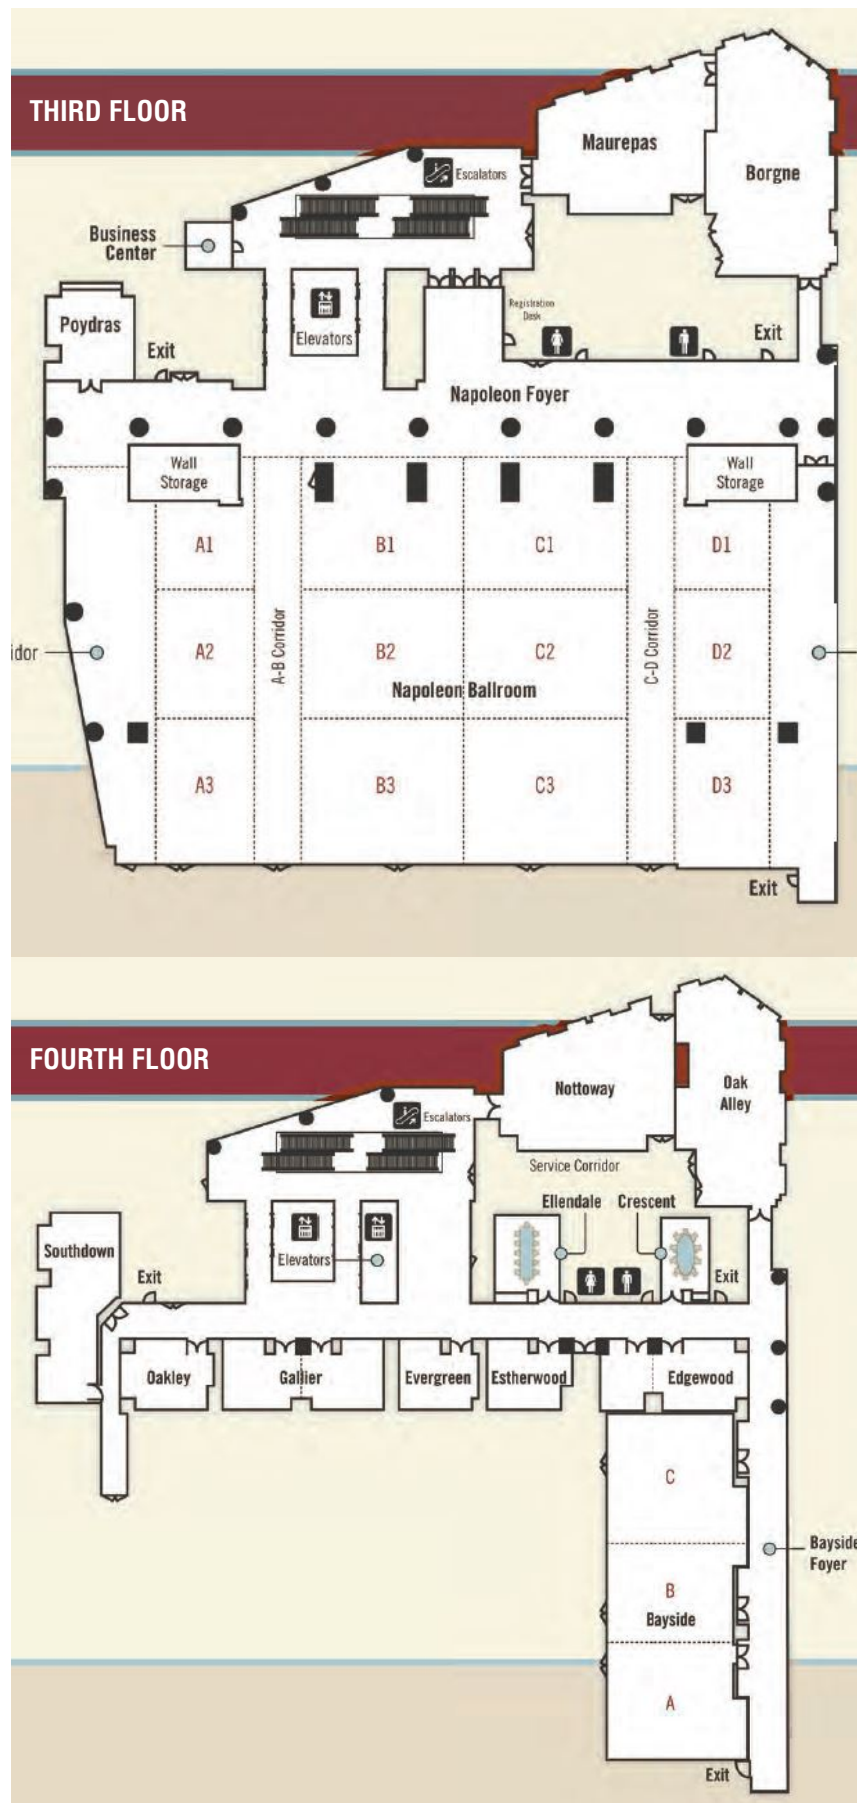 THIRD FLOOR
Maurepas
Escalators
Borgne
Business
Center
Registration
Desk
Elevators
Poydras
Exit
Exit
Napoleon Foyer
Wall
Storage
Wall
Storage
A1
B1
C1
D1
A-B Corridor
C-D Corridor
idor
A2
B2
C2
D2
Napoleon Ballroom
A3
B3
C3
D3
Exit
FOURTH FLOOR
Nottoway
Oak
Alley
Escalators
Service Corridor
Ellendale
Crescent
Southdown
Elevators
Exit
Exit
Oakley
Gallier
Evergreen
Estherwood
Edgewood
C
Bayside
Foyer
B
Bayside
A
Exit